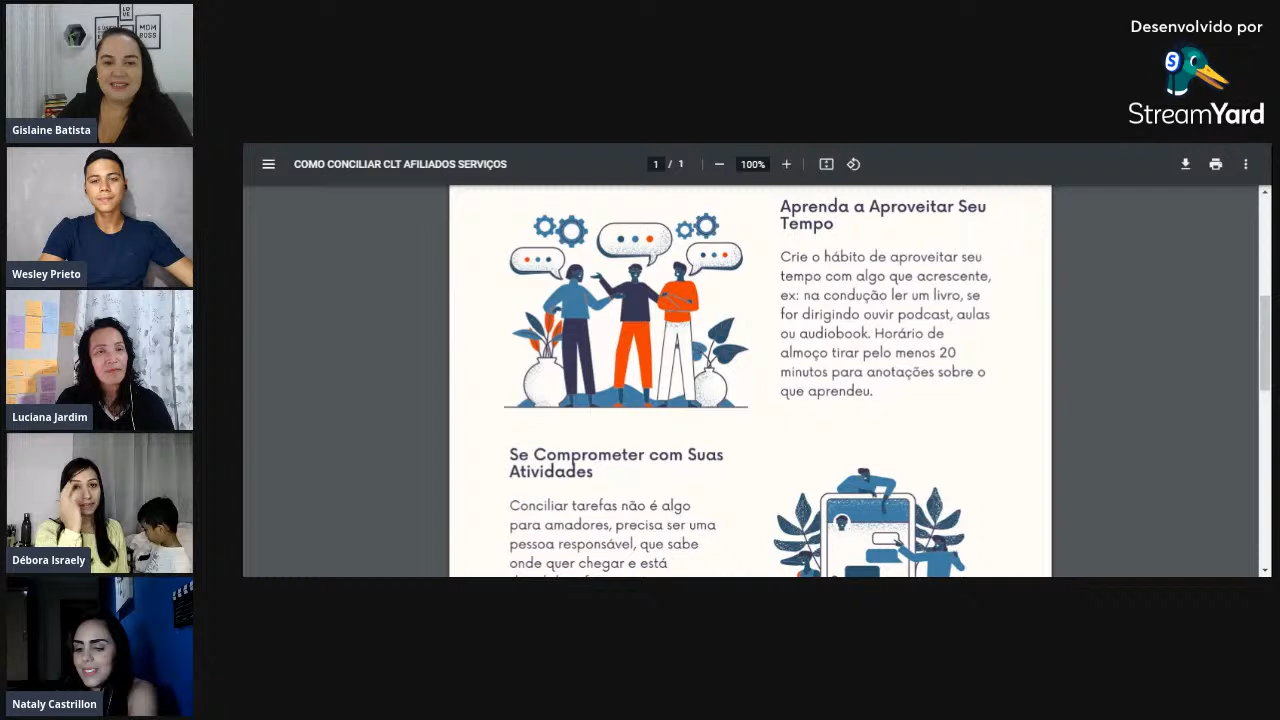 LO
VE
MOM
BOSS
Gislaine Batista
Wesley Prieto
Luciana Jardim
Débora Israely
Nataly Castrillon
Desenvolvido por
S
StreamYard
COMO CONCILIAR CLT AFILIADOS SERVIÇOS
1 / 1
100%
Aprenda a Aproveitar Seu
Tempo
Crie o hábito de aproveitar seu
tempo com algo que acrescente,
ex: na condução ler um livro, se
for dirigindo ouvir podcast, aulas
ou audiobook. Horário de
almoço tirar pelo menos 20
minutos para anotações sobre o
que aprendeu.
Se Comprometer com Suas
Atividades
Conciliar tarefas não é algo
para amadores, precisa ser uma
pessoa responsável, que sabe
onde quer chegar e está